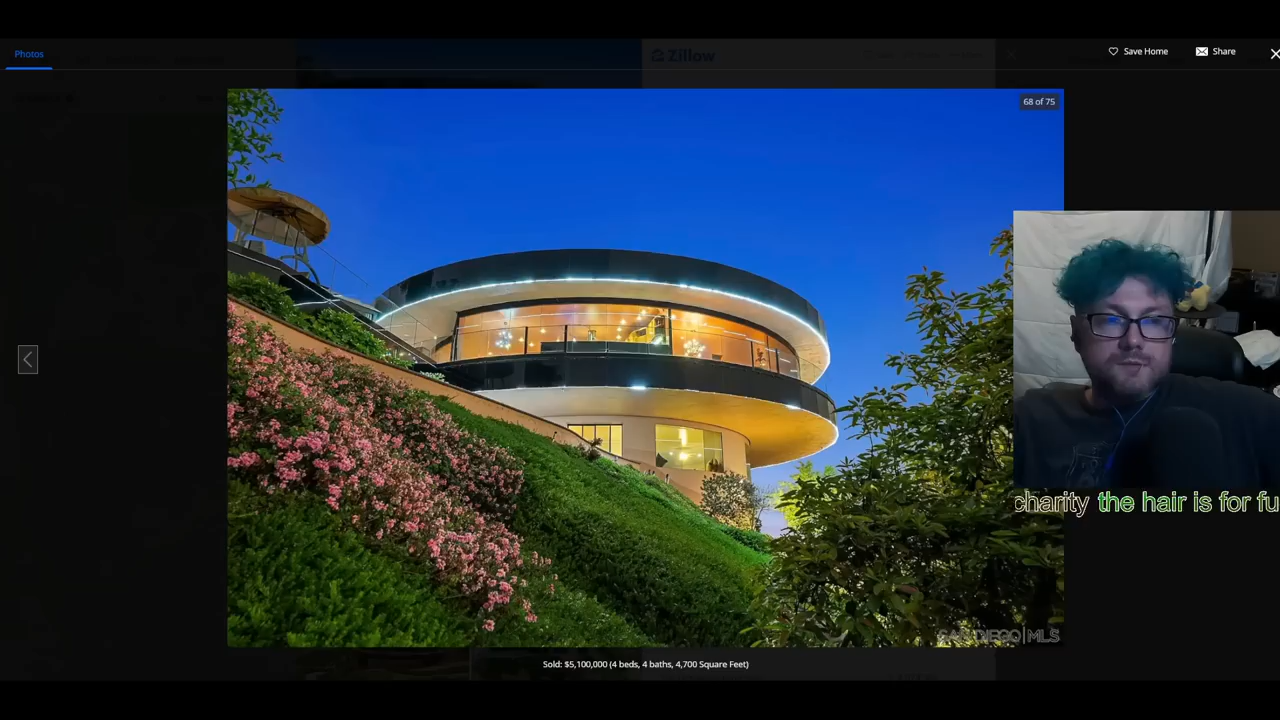 Photos
Zillow
Save Home
Share
68 of 75
charity the hair is for fu
SAN DIEGO|MLS
Sold: $5,100,000 (4 beds, 4 baths, 4,700 Square Feet)